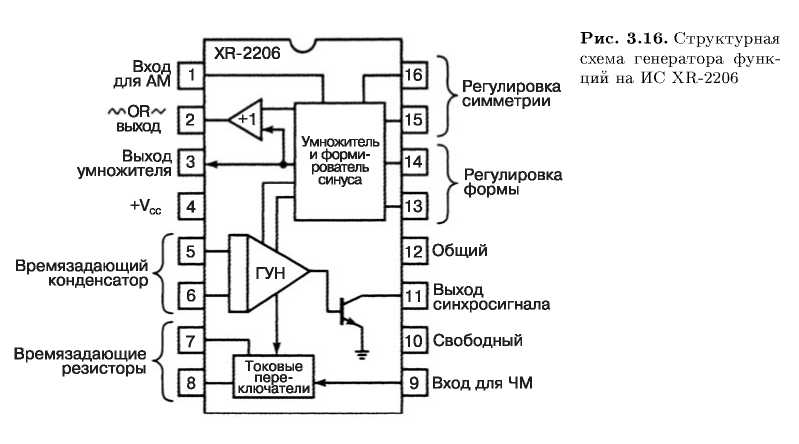 XR-2206
Вход
для АМ
1
∿∿OR∿
выход
2
Выход
умножителя
3
+Vcc
4
Времязадающий
конденсатор
5
6
Времязадающие
резисторы
7
8
+1
Умножитель
и форми-
рователь
синуса
ГУН
Токовые
пере-
ключатели
16
15
Регулировка
симметрии
14
13
Регулировка
формы
12
Общий
11
Выход
синхросигнала
10
Свободный
9
Вход для ЧМ
Рис. 3.16. Структурная
схема генератора функ-
ций на ИС XR-2206